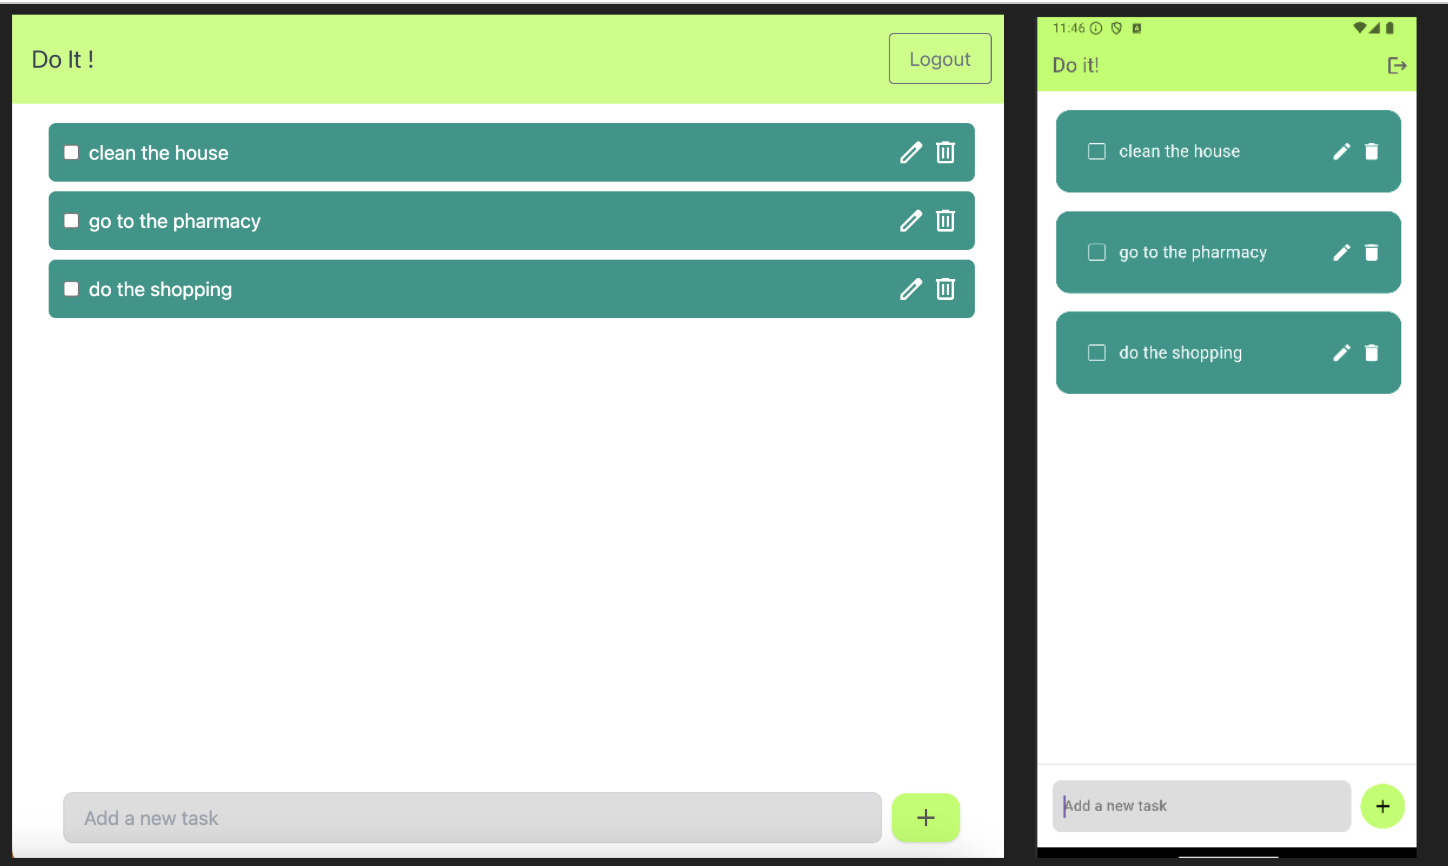 Do It !
Logout
clean the house
go to the pharmacy
do the shopping
Add a new task
+
11:46
Do it!
clean the house
go to the pharmacy
do the shopping
Add a new task
+